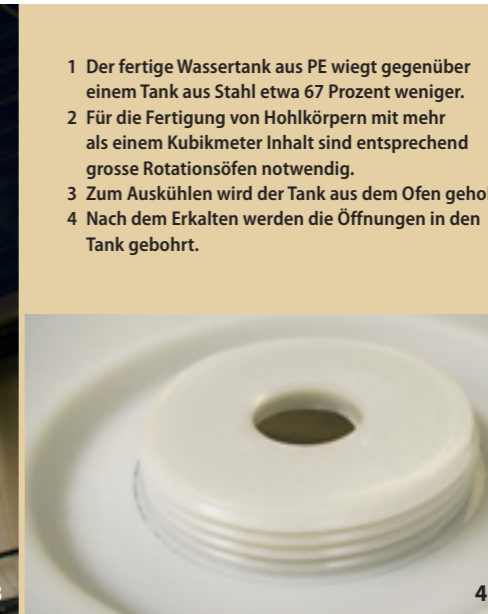 1 Der fertige Wassertank aus PE wiegt gegenüber
einem Tank aus Stahl etwa 67 Prozent weniger.
2 Für die Fertigung von Hohlkörpern mit mehr
als einem Kubikmeter Inhalt sind entsprechend
grosse Rotationsöfen notwendig.
3 Zum Auskühlen wird der Tank aus dem Ofen gehol
4 Nach dem Erkalten werden die Öffnungen in den
Tank gebohrt.
4